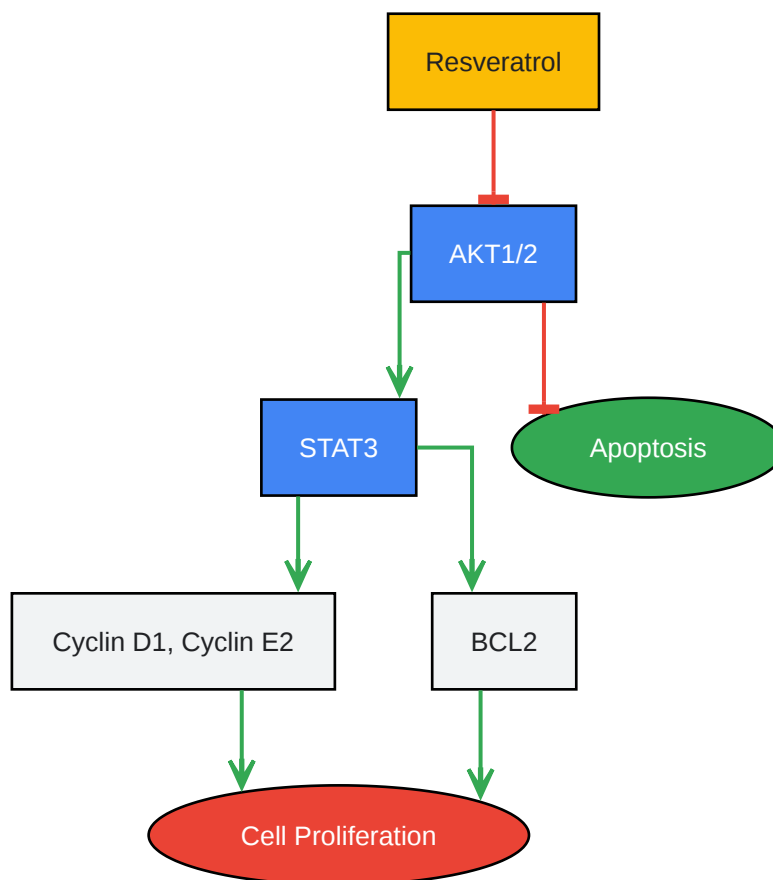 Resveratrol
AKT1/2
STAT3
Apoptosis
Cyclin D1, Cyclin E2
BCL2
Cell Proliferation